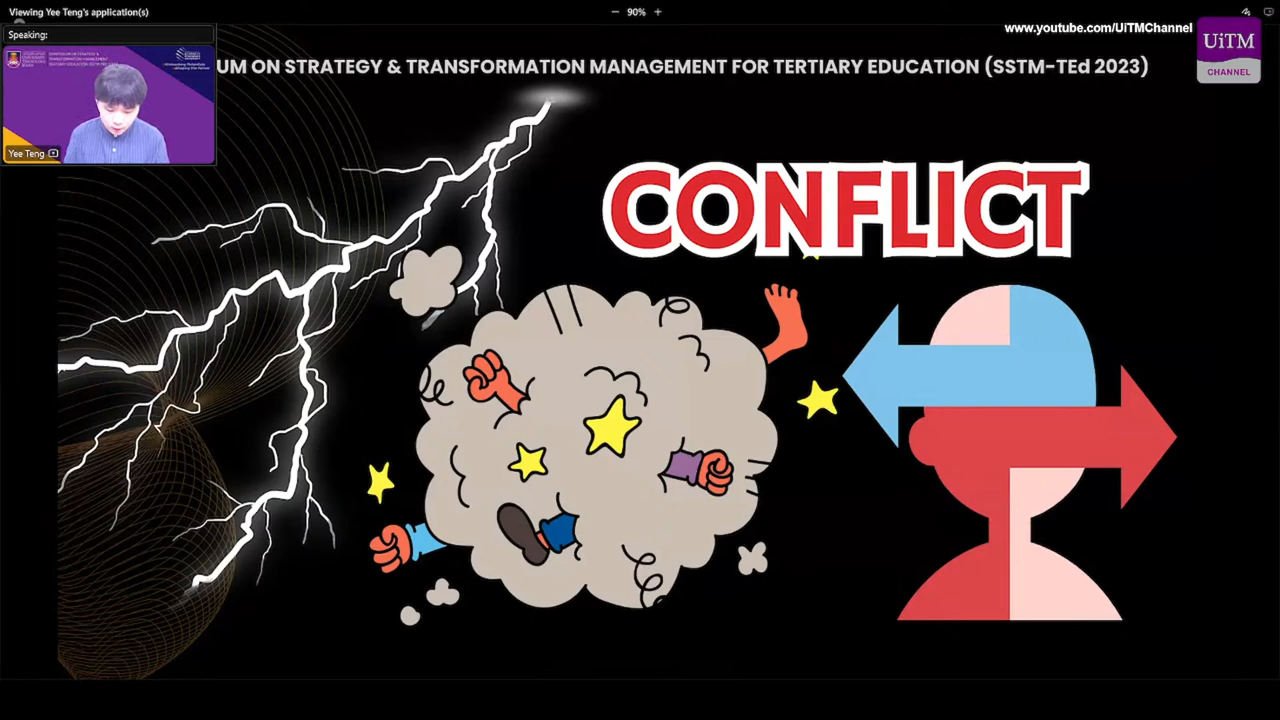 Viewing Yee Teng's application(s)
90%
Speaking:
Yee Teng
www.youtube.com/UiTMChannel
UiTM
CHANNEL
UM ON STRATEGY & TRANSFORMATION MANAGEMENT FOR TERTIARY EDUCATION (SSTM-TEd 2023)
CONFLICT